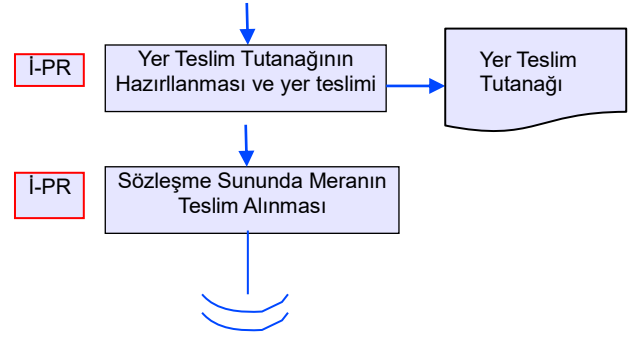 İ-PR
Yer Teslim Tutanağının
Hazırllanması ve yer teslimi
Yer Teslim
Tutanağı
İ-PR
Sözleşme Sununda Meranın
Teslim Alınması